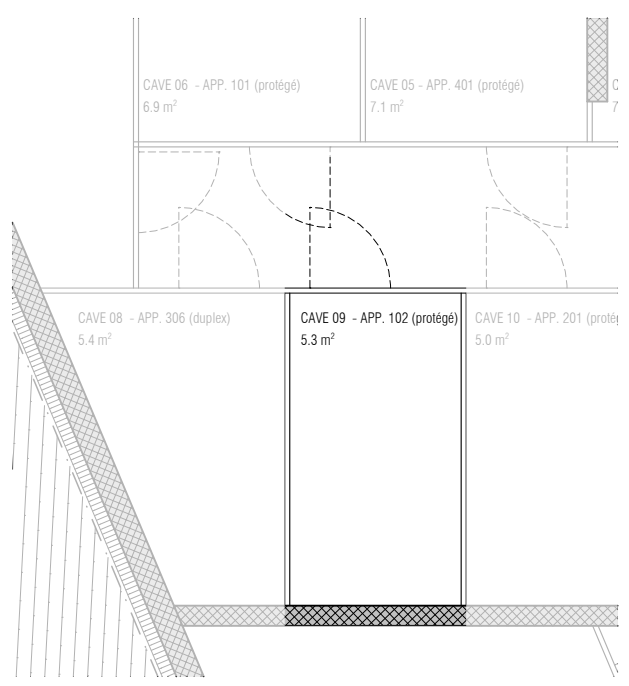 CAVE 06 - APP. 101 (protégé)
6.9 m²
CAVE 05 - APP. 401 (protégé)
7.1 m²
CAVE 08 - APP. 306 (duplex)
5.4 m²
CAVE 09 - APP. 102 (protégé)
5.3 m²
CAVE 10 - APP. 201 (proté
5.0 m²